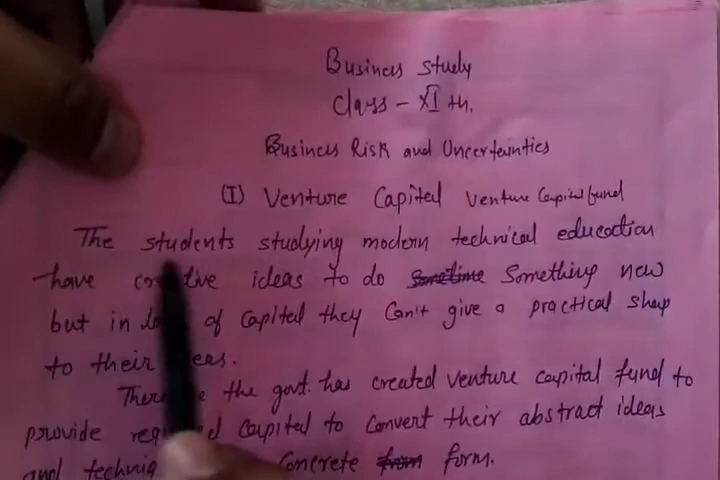 Business Study
Class - XI th.
Business Risk and Uncertainties
(I) Venture Capital Venture Capital fund
The students studying modern technical education
have creative ideas to do sometime Something new
but in of Capital they Can't give a practical shap
to their
the govt. has created venture capital fund to
provide capital to convert their abstract ideas
and Concrete from form.